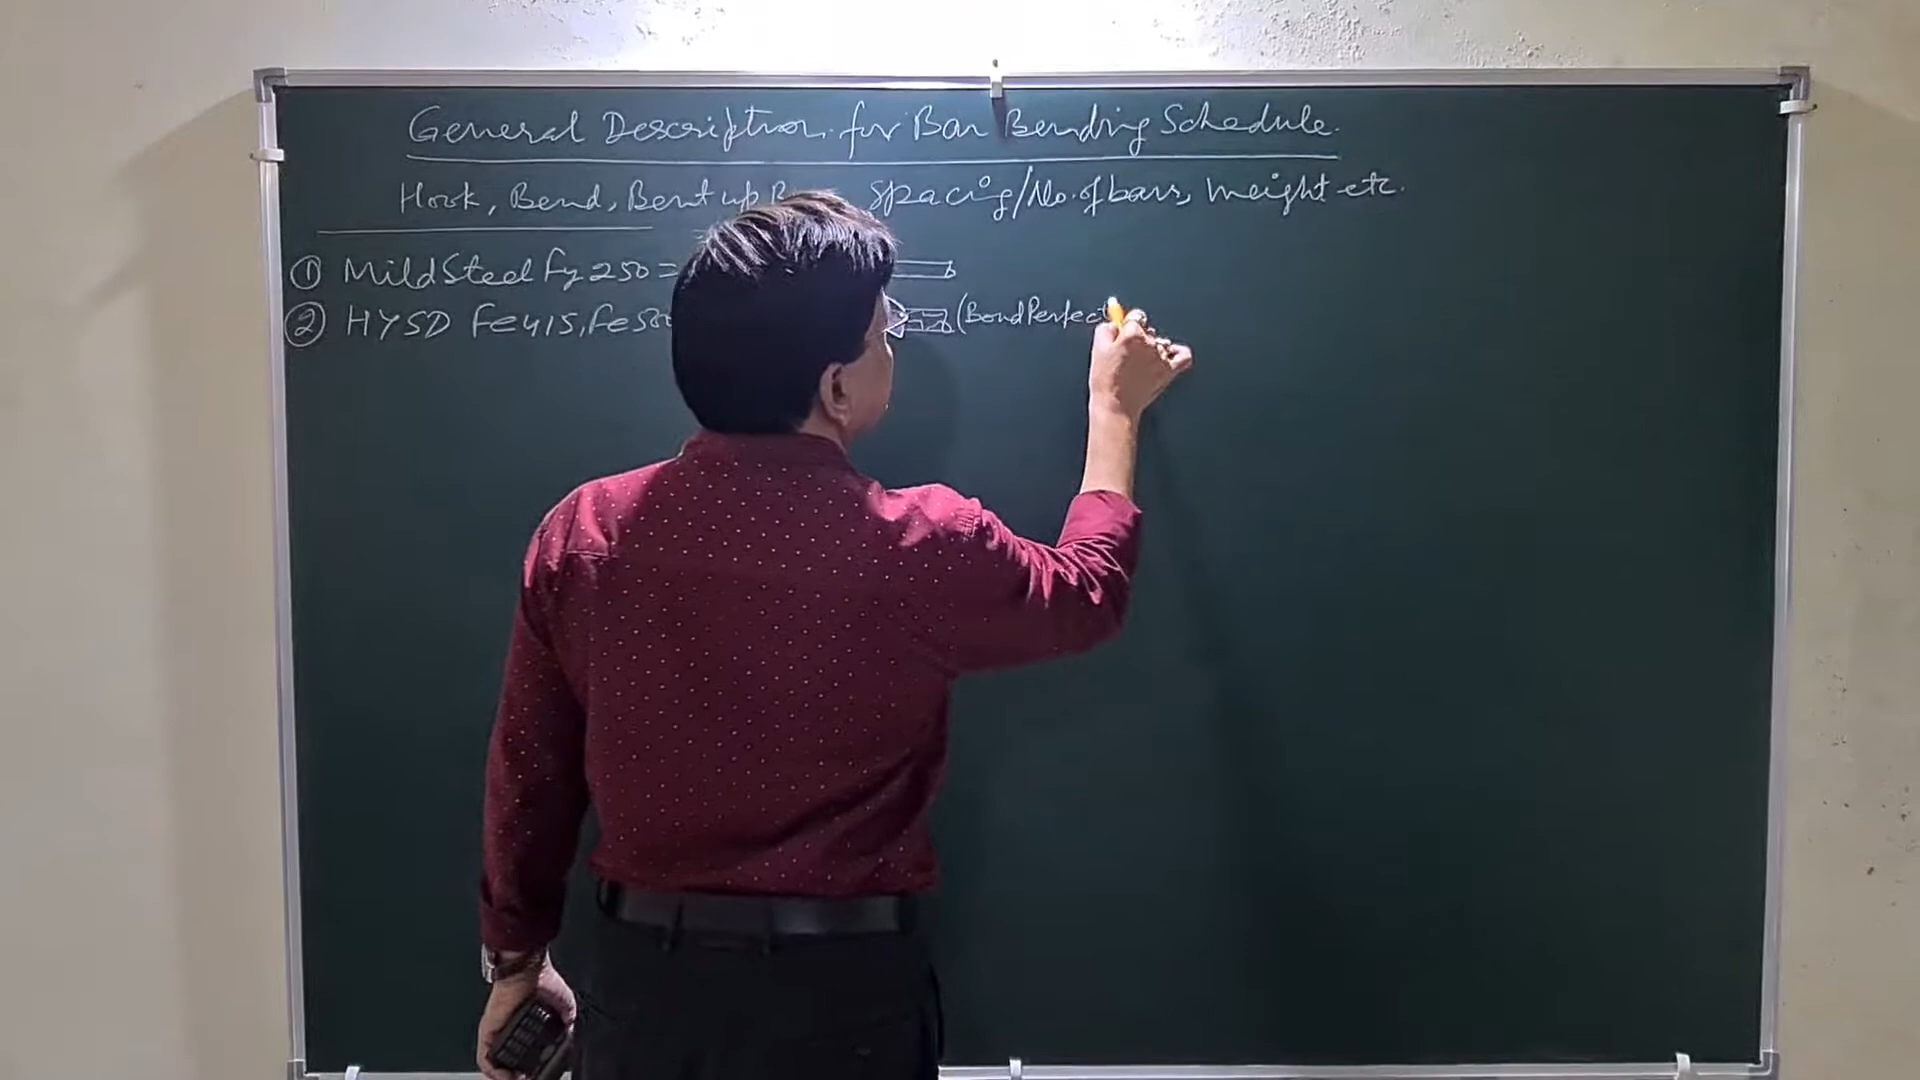 General Description for Bar Bending Schedule.
Hook, Bend, Bent up spacing/No. of bars, weight etc.
① Mild Steel Fy 250 =
② HYSD Fe415, Fe500 (Bond Perfect